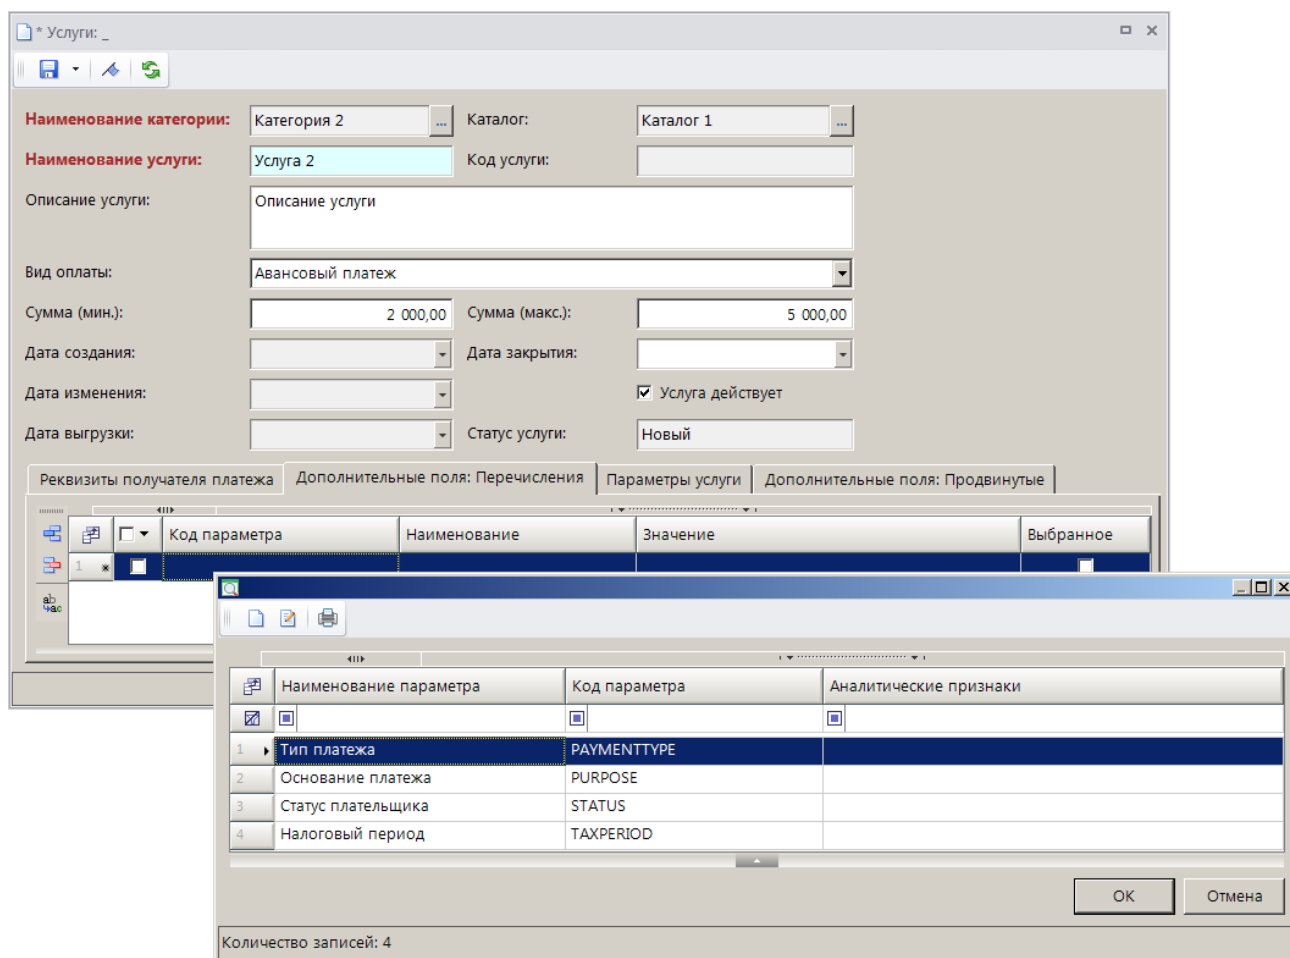 * Услуги: _
Наименование категории: Категория 2 ... Каталог: Каталог 1 ...
Наименование услуги: Услуга 2 Код услуги:
Описание услуги: Описание услуги
Вид оплаты: Авансовый платеж
Сумма (мин.): 2 000,00 Сумма (макс.): 5 000,00
Дата создания: Дата закрытия:
Дата изменения: Услуга действует
Дата выгрузки: Статус услуги: Новый
Реквизиты получателя платежа Дополнительные поля: Перечисления Параметры услуги Дополнительные поля: Продвинутые
Код параметра Наименование Значение Выбранное
1
ab
ac
Наименование параметра Код параметра Аналитические признаки
1 Тип платежа PAYMENTTYPE
2 Основание платежа PURPOSE
3 Статус плательщика STATUS
4 Налоговый период TAXPERIOD
OK Отмена
Количество записей: 4